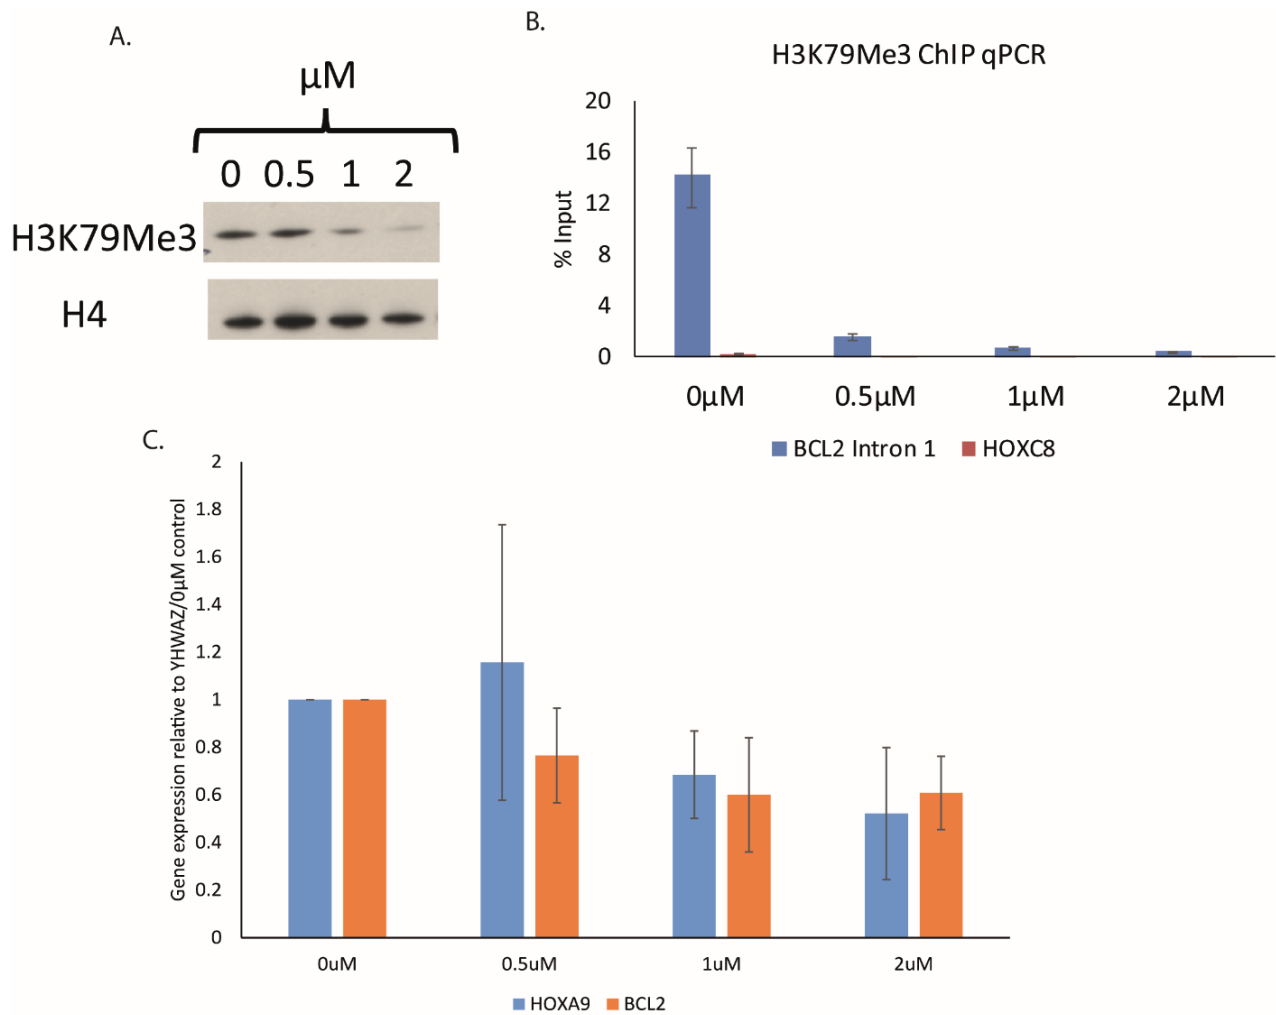 A.
μM
0 0.5 1 2
H3K79Me3
H4
B.
H3K79Me3 ChIP qPCR
% Input
20
16
12
8
4
0
0μM 0.5μM 1μM 2μM
BCL2 Intron 1 HOXC8
C.
Gene expression relative to YHWAZ/0μM control
2
1.8
1.6
1.4
1.2
1
0.8
0.6
0.4
0.2
0
0uM 0.5uM 1uM 2uM
HOXA9 BCL2